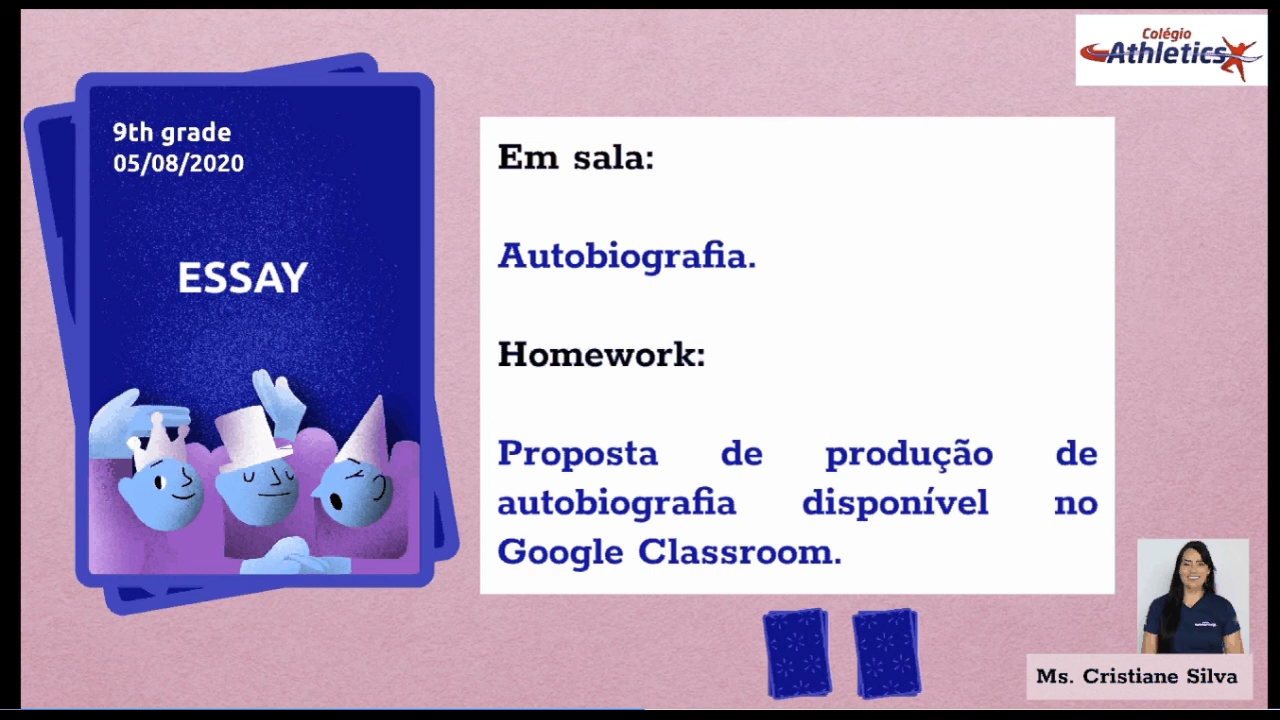 Colégio
Athletics
9th grade
05/08/2020
ESSAY
Em sala:
Autobiografia.
Homework:
Proposta de produção de
autobiografia disponível no
Google Classroom.
Ms. Cristiane Silva